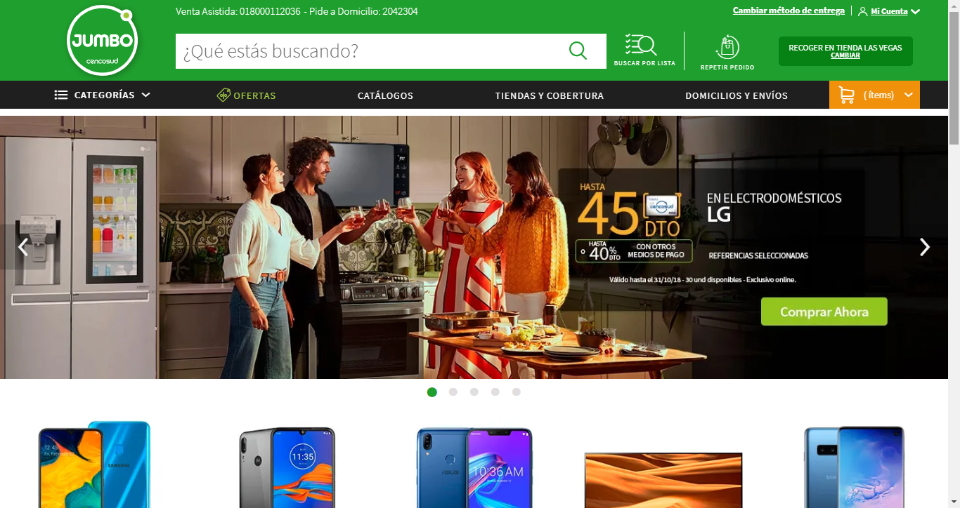 Venta Asistida: 018000112036 - Pide a Domicilio: 2042304
Cambiar método de entrega
Mi Cuenta
JUMBO
cencosud
¿Qué estás buscando?
BUSCAR POR LISTA
REPETIR PEDIDO
RECOGER EN TIENDA LAS VEGAS
CAMBIAR
CATEGORÍAS
OFERTAS
CATÁLOGOS
TIENDAS Y COBERTURA
DOMICILIOS Y ENVÍOS
( ítems)
HASTA
45
DTO
cencosud
EN ELECTRODOMÉSTICOS
LG
o HASTA 40% DTO
CON OTROS
MEDIOS DE PAGO
REFERENCIAS SELECCIONADAS
Válido hasta el 31/10/18 - 30 und disponibles - Exclusivo online.
Comprar Ahora
11:35
10:36 AM